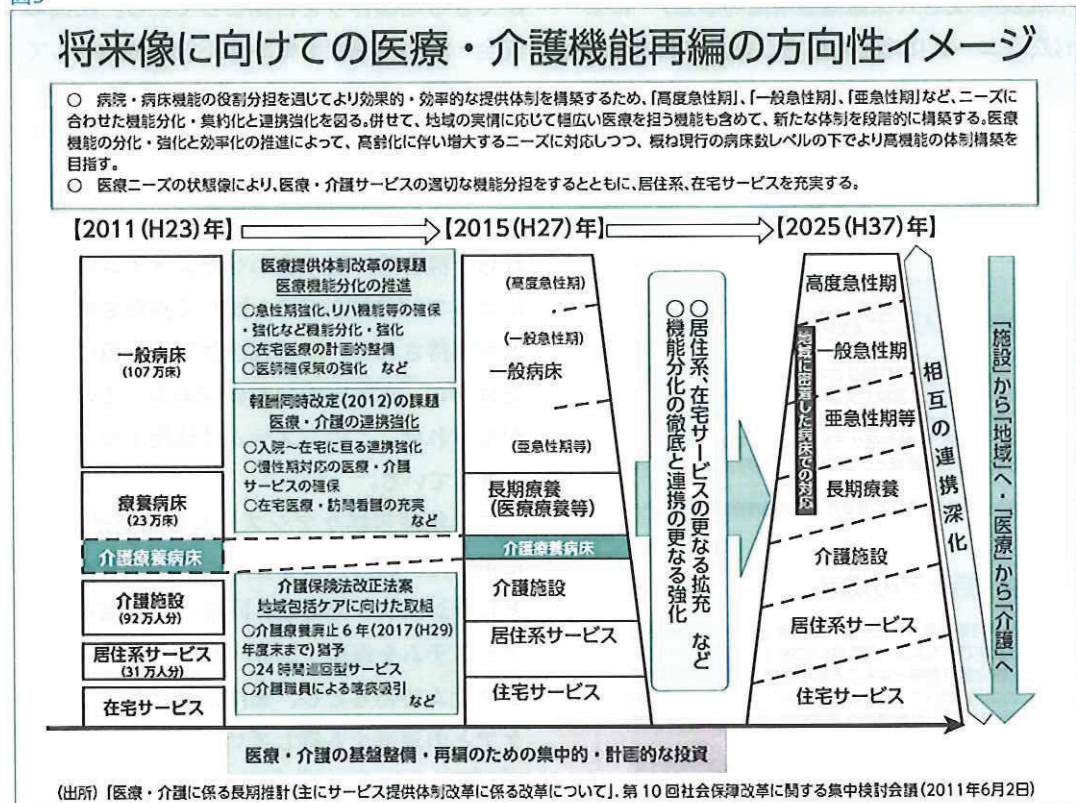 図3
将来像に向けての医療・介護機能再編の方向性イメージ
○ 病院・病床機能の役割分担を通じてより効果的・効率的な提供体制を構築するため、「高度急性期」、「一般急性期」、「亜急性期」など、ニーズに
合わせた機能分化・集約化と連携強化を図る。併せて、地域の実情に応じて幅広い医療を担う機能も含めて、新たな体制を段階的に構築する。医療
機能の分化・強化と効率化の推進によって、高齢化に伴い増大するニーズに対応しつつ、概ね現行の病床数レベルの下でより高機能の体制構築を
目指す。
○ 医療ニーズの状態像により、医療・介護サービスの適切な機能分担をするとともに、居住系、在宅サービスを充実する。
【2011(H23)年】
【2015(H27)年】
【2025(H37)年】
一般病床
(107万床)
療養病床
(23万床)
介護療養病床
介護施設
(92万人分)
居住系サービス
(31万人分)
在宅サービス
医療提供体制改革の課題
医療機能分化の推進
○急性期強化、リハ機能等の確保
・強化など機能分化・強化
○在宅医療の計画的整備
○医師確保策の強化 など
報酬同時改定(2012)の課題
医療・介護の連携強化
○入院~在宅に亘る連携強化
○慢性期対応の医療・介護
サービスの確保
○在宅医療・訪問看護の充実
など
介護保険法改正法案
地域包括ケアに向けた取組
○介護療養廃止6年(2017(H29)
年度末まで)猶予
○24時間巡回型サービス
○介護職員による喀痰吸引
など
(高度急性期)
(一般急性期)
一般病床
(亜急性期等)
長期療養
(医療療養等)
介護療養病床
介護施設
居住系サービス
住宅サービス
○居住系、在宅サービスの更なる拡充 など
○機能分化の徹底と連携の更なる強化
高度急性期
一般急性期
亜急性期等
長期療養
介護施設
居住系サービス
住宅サービス
地域に密着した病床での対応
相互の連携深化
「施設」から「地域」へ・「医療」から「介護」へ
医療・介護の基盤整備・再編のための集中的・計画的な投資
(出所)「医療・介護に係る長期推計(主にサービス提供体制改革に係る改革について」. 第10回社会保障改革に関する集中検討会議(2011年6月2日)